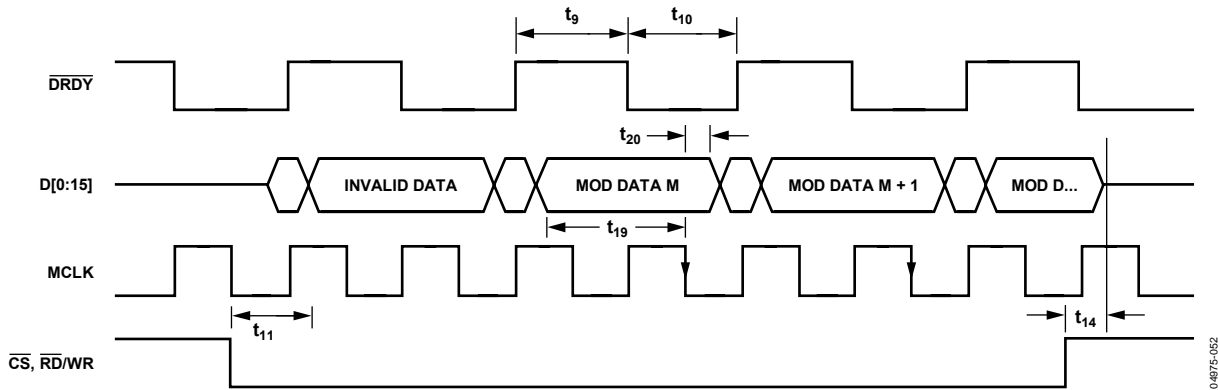 t9 t10
DRDY
t20
D[0:15] INVALID DATA MOD DATA M MOD DATA M + 1 MOD D...
t19
MCLK
t11 t14
CS, RD/WR
04975-052